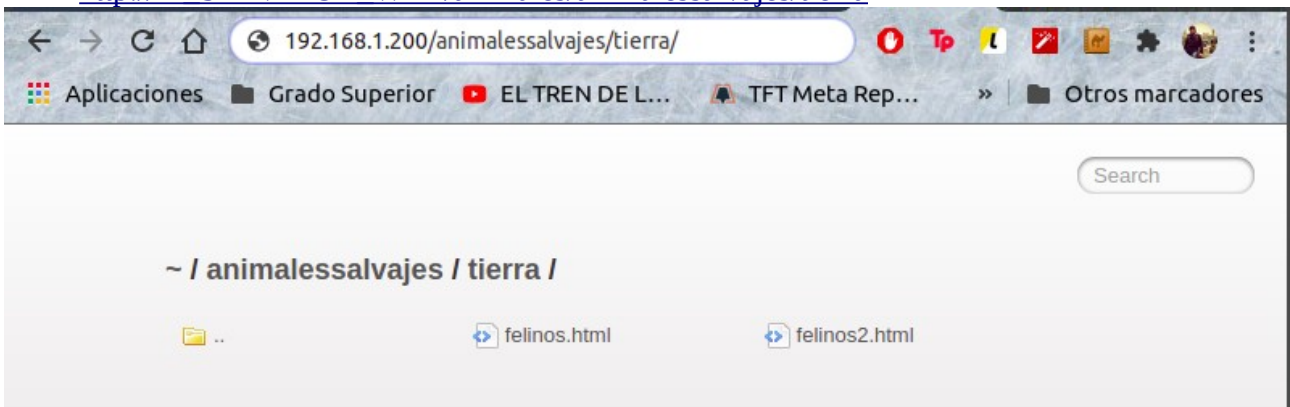 192.168.1.200/animalessalvajes/tierra/
Aplicaciones Grado Superior EL TREN DE L... TFT Meta Rep... » Otros marcadores
Search
~ / animalessalvajes / tierra /
.. felinos.html felinos2.html